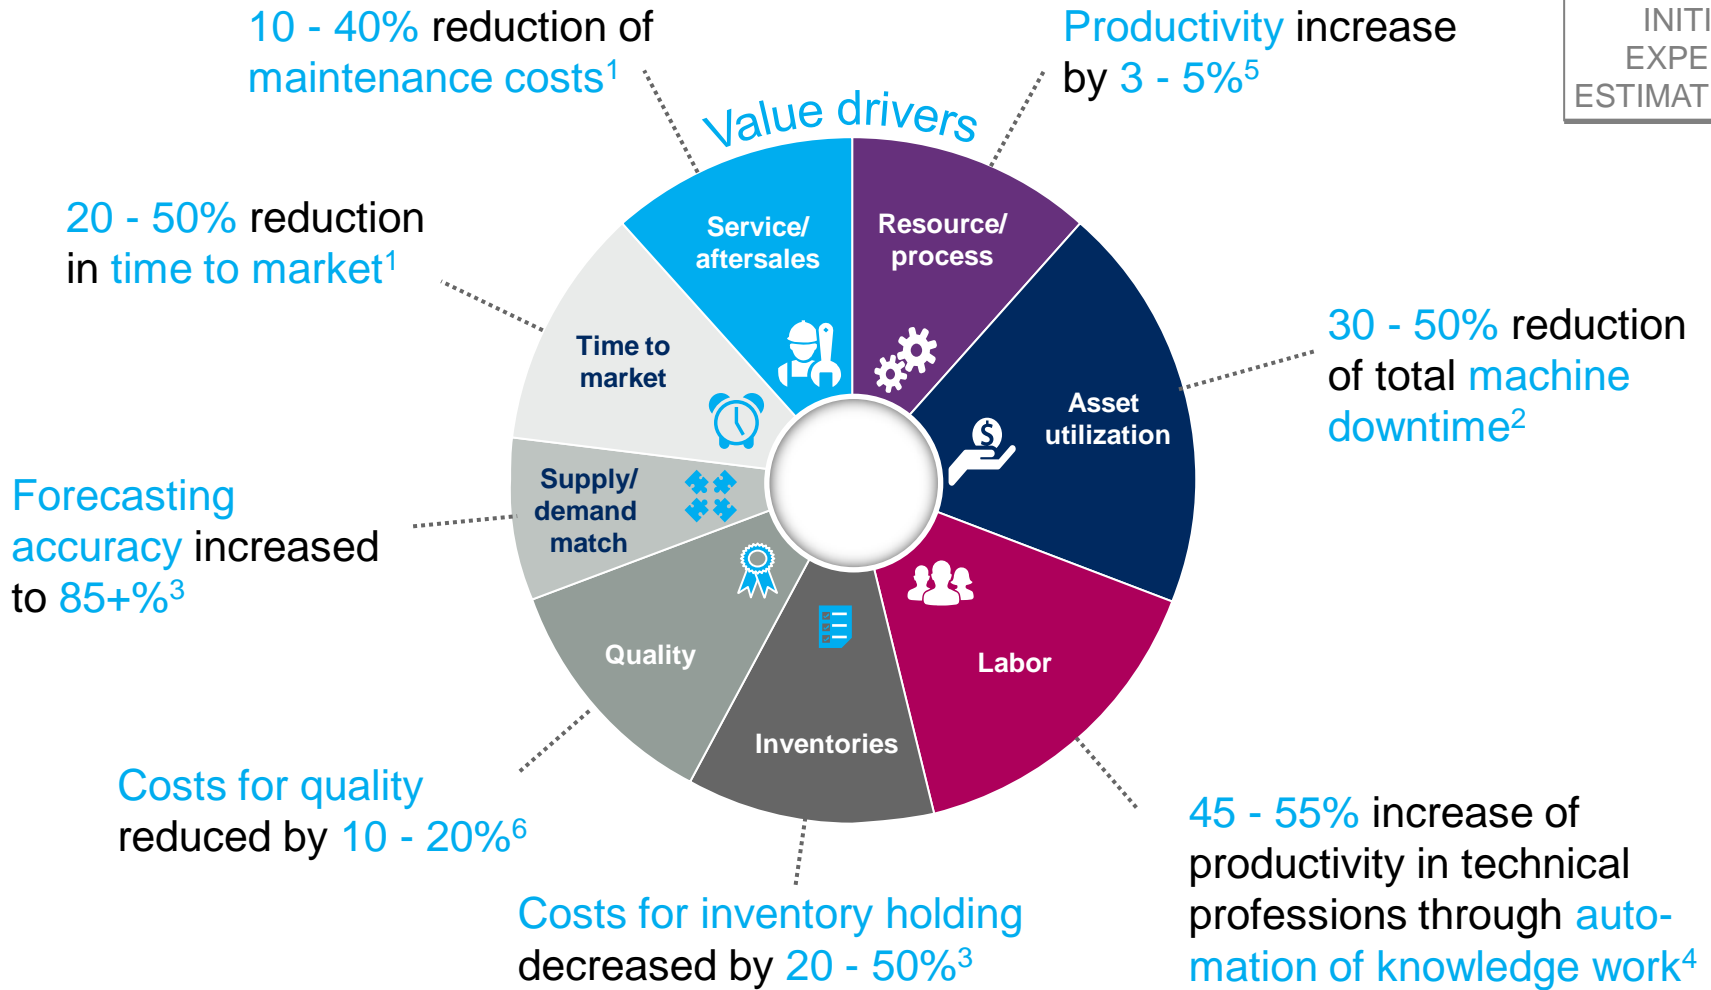 10 - 40% reduction of
maintenance costs¹
Productivity increase
by 3 - 5%⁵
Value drivers
20 - 50% reduction
in time to market¹
Service/
aftersales
Resource/
process
30 - 50% reduction
of total machine
downtime²
Time to
market
Asset
utilization
$
Forecasting
accuracy increased
to 85+%³
Supply/
demand
match
Quality
Labor
Inventories
Costs for quality
reduced by 10 - 20%⁶
Costs for inventory holding
decreased by 20 - 50%³
45 - 55% increase of
productivity in technical
professions through auto-
mation of knowledge work⁴